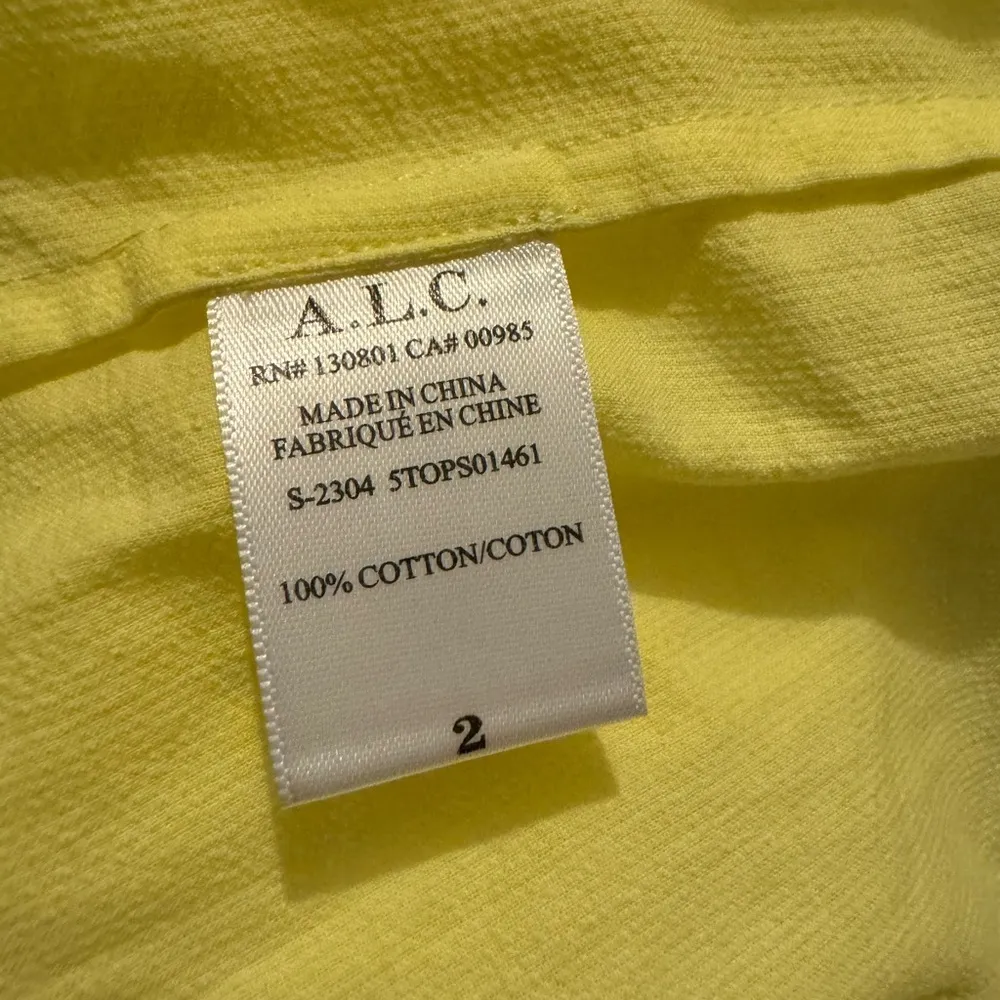 A.L.C.
RN# 130801 CA# 00985
MADE IN CHINA
FABRIQUÉ EN CHINE
S-2304 5TOPS01461
100% COTTON/COTON
2